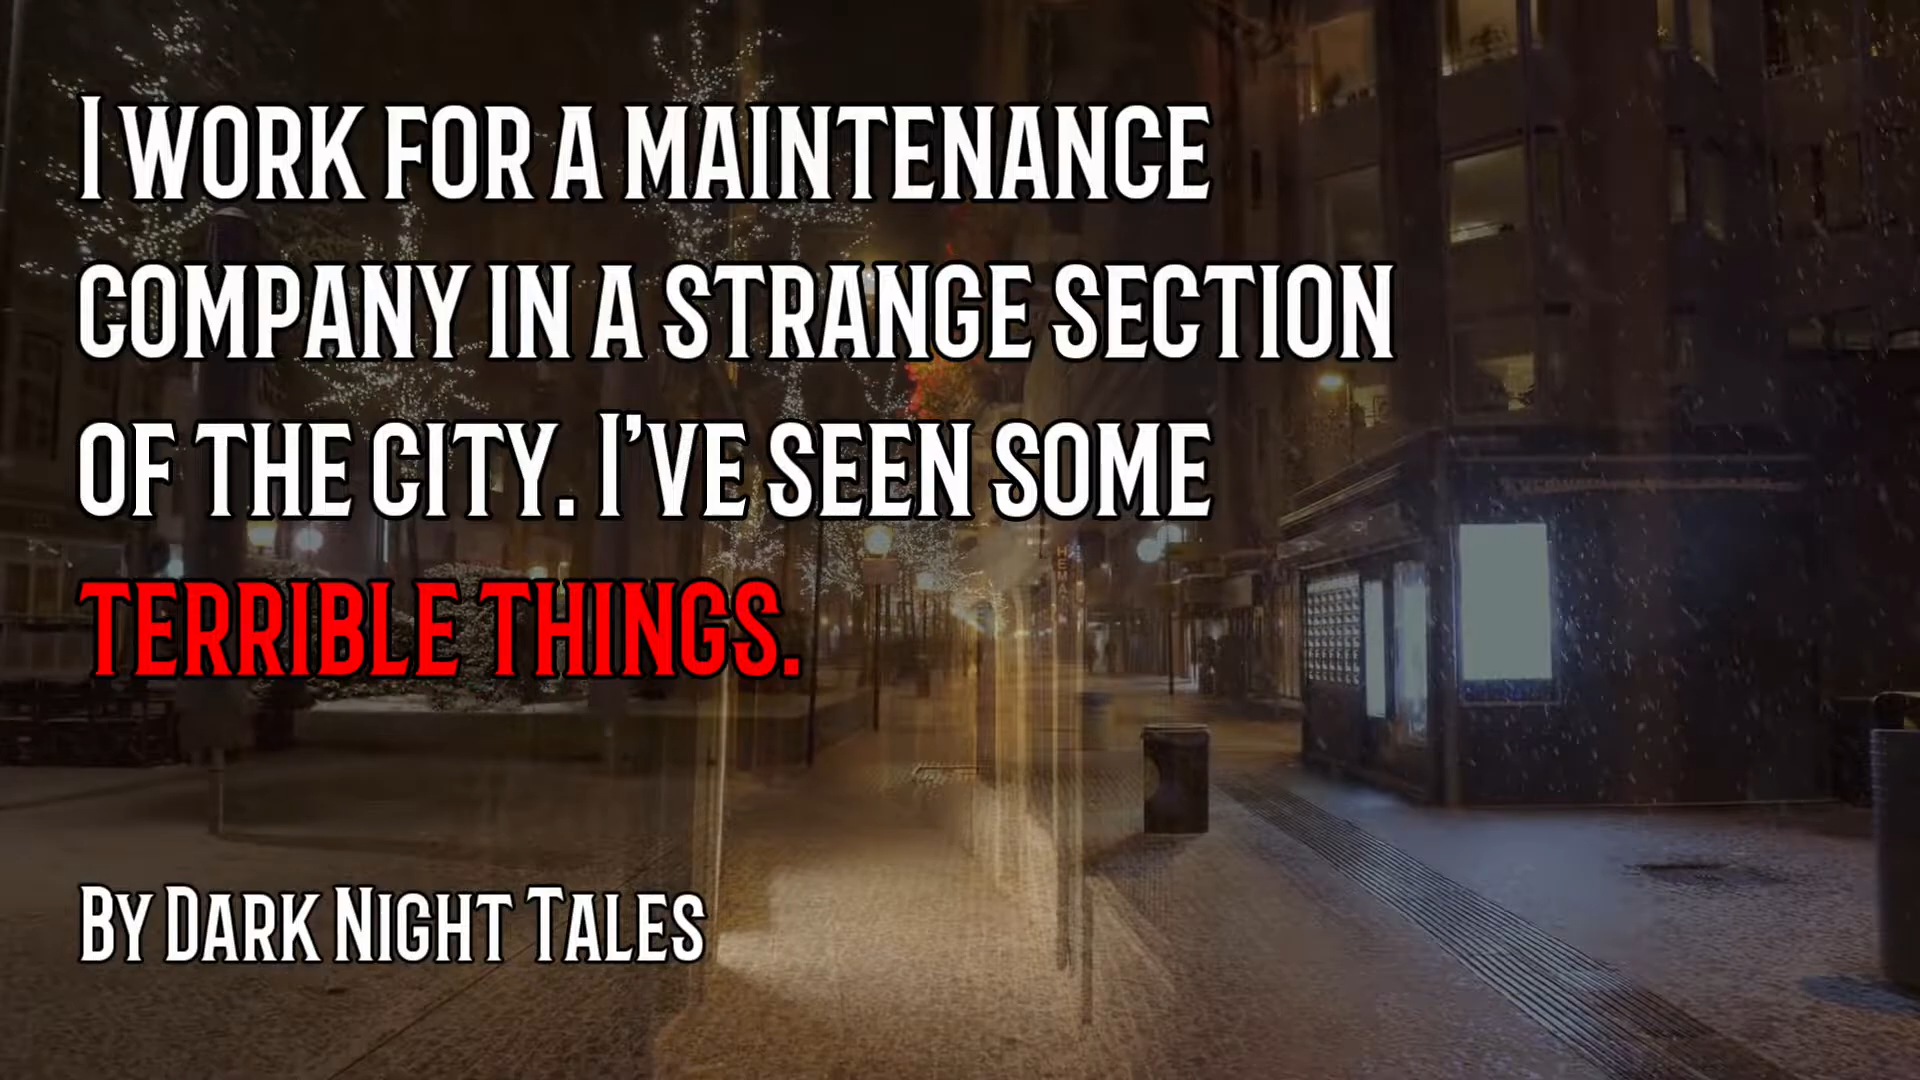 I WORK FOR A MAINTENANCE
COMPANY IN A STRANGE SECTION
OF THE CITY. I'VE SEEN SOME
TERRIBLE THINGS.
BY DARK NIGHT TALES